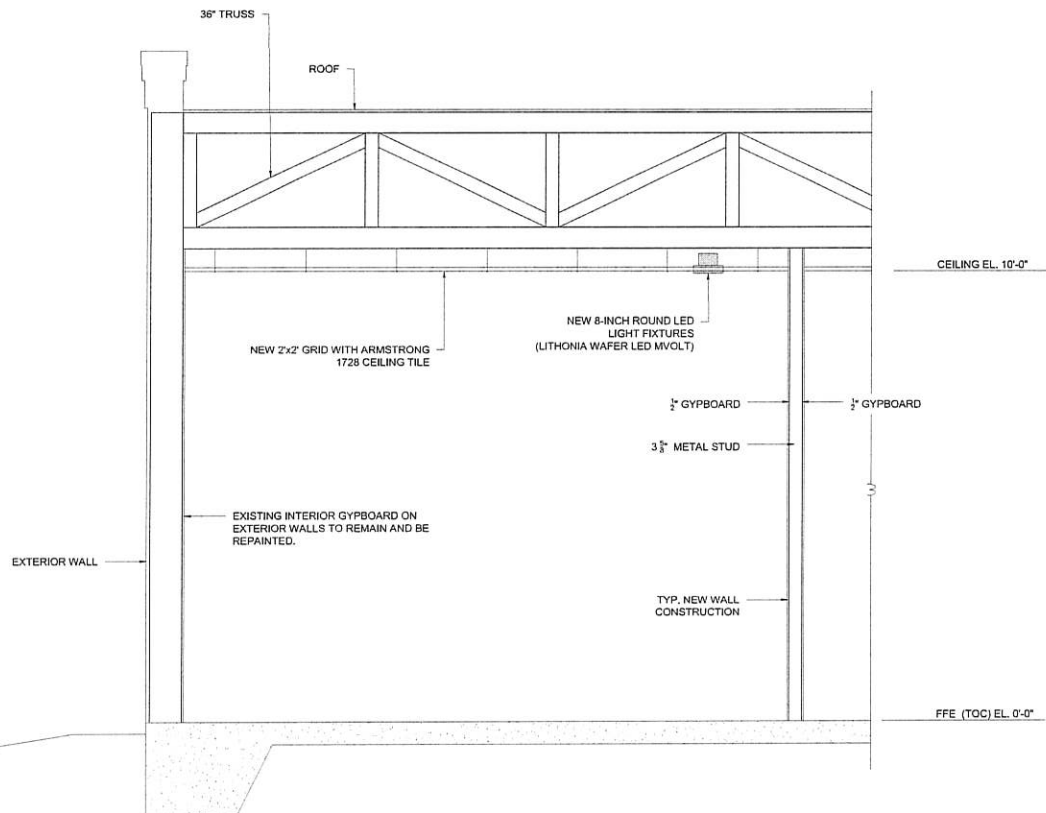 36" TRUSS
ROOF
CEILING EL. 10'-0"
NEW 8-INCH ROUND LED
LIGHT FIXTURES
(LITHONIA WAFER LED MVOLT)
NEW 2'x2' GRID WITH ARMSTRONG
1728 CEILING TILE
1/2" GYPBOARD
1/2" GYPBOARD
3 5/8" METAL STUD
EXISTING INTERIOR GYPBOARD ON
EXTERIOR WALLS TO REMAIN AND BE
REPAINTED.
EXTERIOR WALL
TYP. NEW WALL
CONSTRUCTION
FFE (TOC) EL. 0'-0"